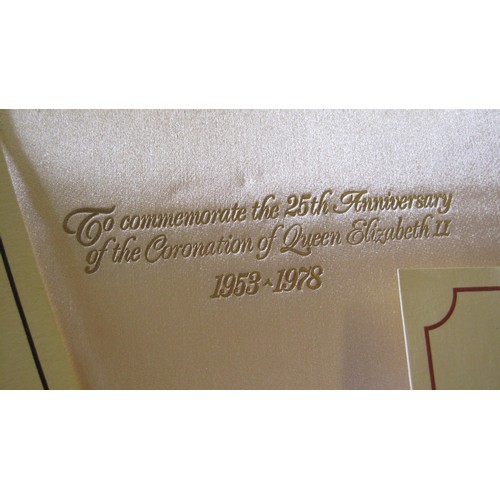 To commemorate the 25th Anniversary
of the Coronation of Queen Elizabeth II
1953-1978